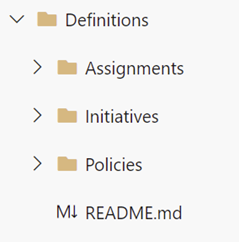 Definitions
Assignments
Initiatives
Policies
M↓ README.md